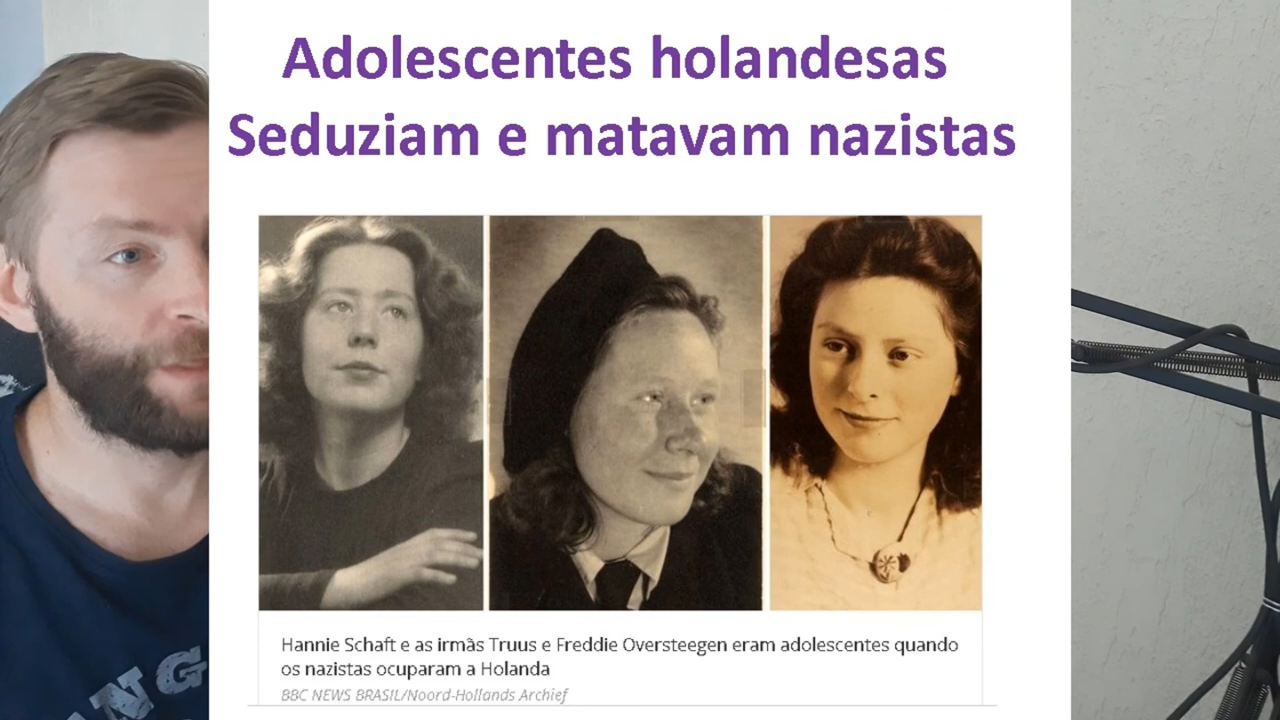 Adolescentes holandesas
Seduziam e matavam nazistas
Hannie Schaft e as irmãs Truus e Freddie Oversteegen eram adolescentes quando
os nazistas ocuparam a Holanda
BBC NEWS BRASIL/Noord-Hollands Archief
ANG